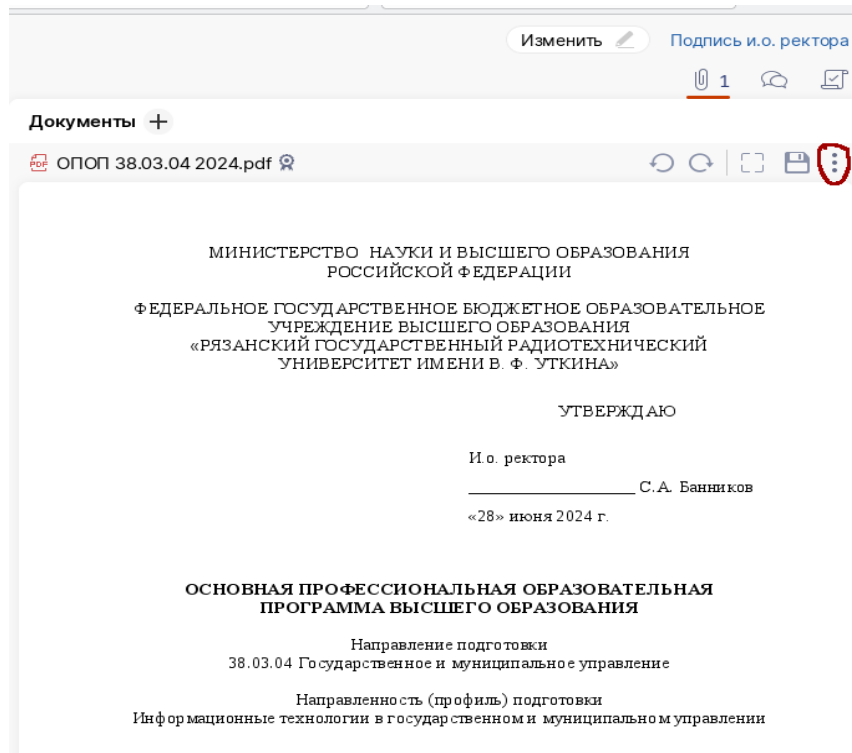 Изменить
Подпись и.о. ректора
1
Документы +
PDF ОПОП 38.03.04 2024.pdf
МИНИСТЕРСТВО НАУКИ И ВЫСШЕГО ОБРАЗОВАНИЯ
РОССИЙСКОЙ ФЕДЕРАЦИИ
ФЕДЕРАЛЬНОЕ ГОСУДАРСТВЕННОЕ БЮДЖЕТНОЕ ОБРАЗОВАТЕЛЬНОЕ
УЧРЕЖДЕНИЕ ВЫСШЕГО ОБРАЗОВАНИЯ
«РЯЗАНСКИЙ ГОСУДАРСТВЕННЫЙ РАДИОТЕХНИЧЕСКИЙ
УНИВЕРСИТЕТ ИМЕНИ В. Ф. УТКИНА»
УТВЕРЖДАЮ
И.о. ректора
С.А. Банников
«28» июня 2024 г.
ОСНОВНАЯ ПРОФЕССИОНАЛЬНАЯ ОБРАЗОВАТЕЛЬНАЯ
ПРОГРАММА ВЫСШЕГО ОБРАЗОВАНИЯ
Направление подготовки
38.03.04 Государственное и муниципальное управление
Направленность (профиль) подготовки
Информационные технологии в государственном и муниципальном управлении